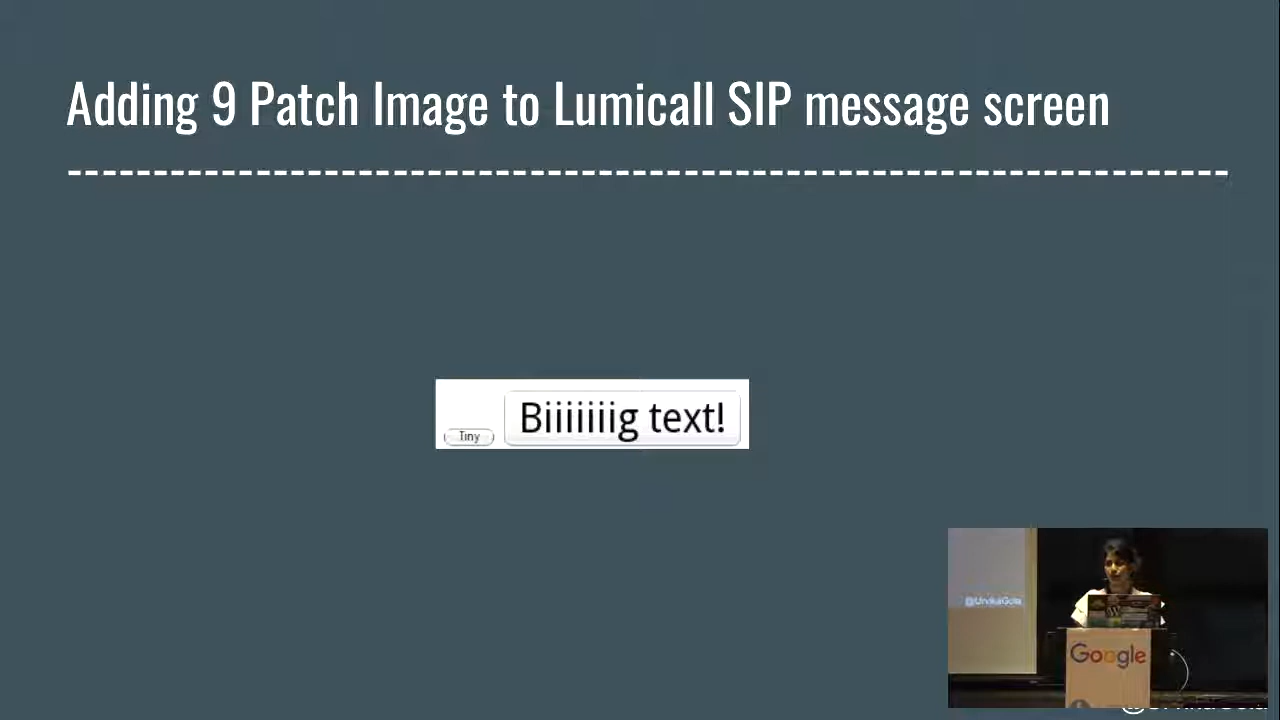 Adding 9 Patch Image to Lumicall SIP message screen
Tiny
Biiiiiiig text!
Google